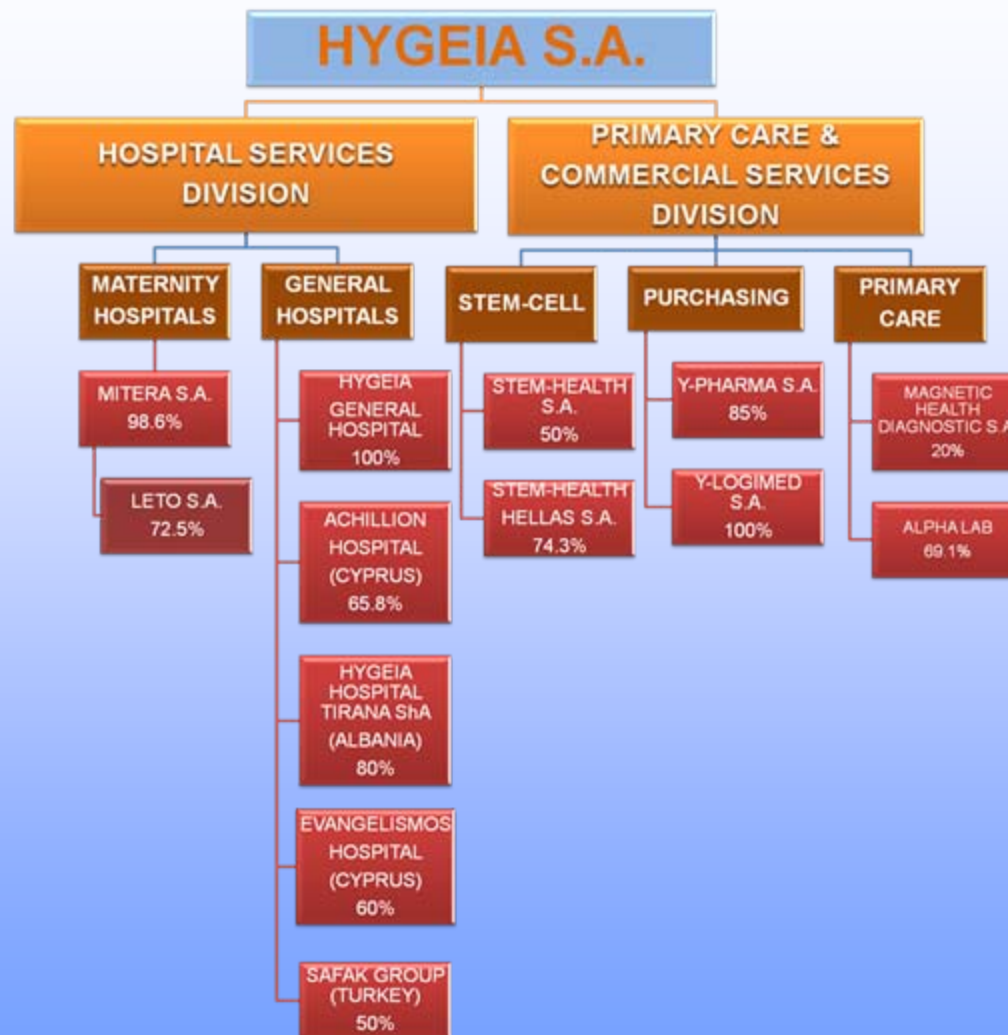 HYGEIA S.A.
HOSPITAL SERVICES
DIVISION
PRIMARY CARE &
COMMERCIAL SERVICES
DIVISION
MATERNITY
HOSPITALS
MITERA S.A.
98.6%
LETO S.A.
72.5%
GENERAL
HOSPITALS
HYGEIA
GENERAL
HOSPITAL
100%
ACHILLION
HOSPITAL
(CYPRUS)
65.8%
HYGEIA
HOSPITAL
TIRANA ShA
(ALBANIA)
80%
EVANGELISMOS
HOSPITAL
(CYPRUS)
60%
SAFAK GROUP
(TURKEY)
50%
STEM-CELL
STEM-HEALTH
S.A.
50%
STEM-HEALTH
HELLAS S.A.
74.3%
PURCHASING
Y-PHARMA S.A.
85%
Y-LOGIMED
S.A.
100%
PRIMARY
CARE
MAGNETIC
HEALTH
DIAGNOSTIC S.A
20%
ALPHA LAB
69.1%